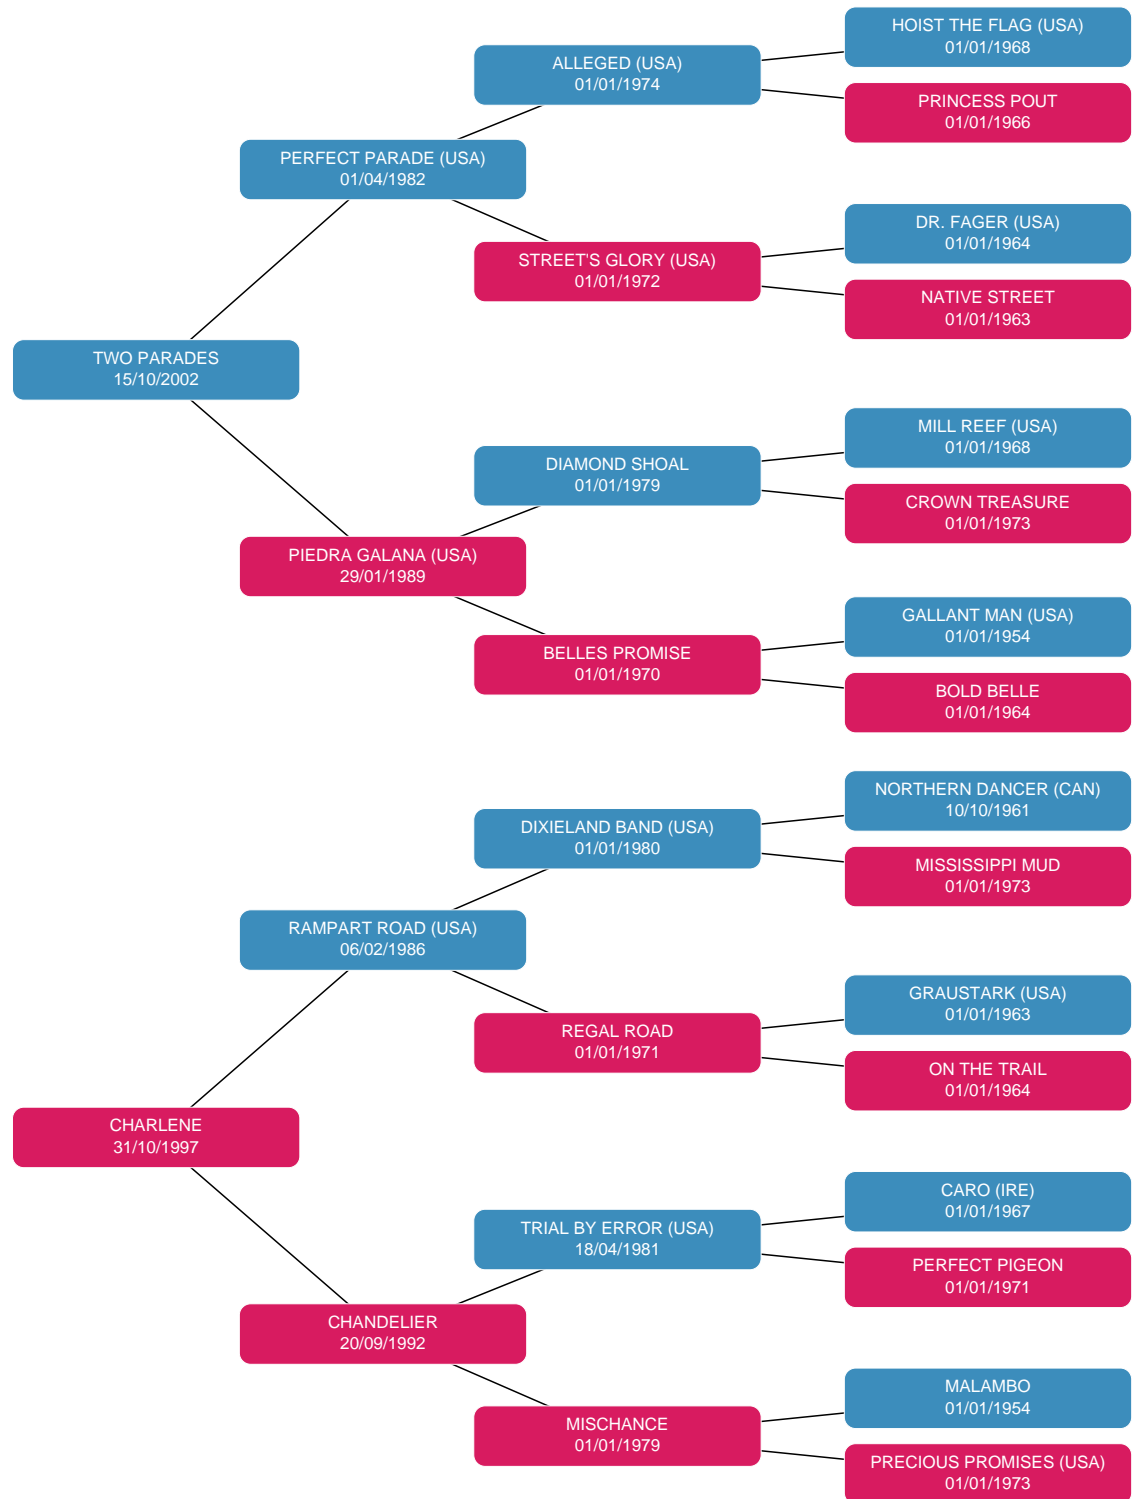 HOIST THE FLAG (USA)
01/01/1968
ALLEGED (USA)
01/01/1974
PRINCESS POUT
01/01/1966
PERFECT PARADE (USA)
01/04/1982
DR. FAGER (USA)
01/01/1964
STREET'S GLORY (USA)
01/01/1972
NATIVE STREET
01/01/1963
TWO PARADES
15/10/2002
MILL REEF (USA)
01/01/1968
DIAMOND SHOAL
01/01/1979
CROWN TREASURE
01/01/1973
PIEDRA GALANA (USA)
29/01/1989
GALLANT MAN (USA)
01/01/1954
BELLES PROMISE
01/01/1970
BOLD BELLE
01/01/1964
NORTHERN DANCER (CAN)
10/10/1961
DIXIELAND BAND (USA)
01/01/1980
MISSISSIPPI MUD
01/01/1973
RAMPART ROAD (USA)
06/02/1986
GRAUSTARK (USA)
01/01/1963
REGAL ROAD
01/01/1971
ON THE TRAIL
01/01/1964
CHARLENE
31/10/1997
CARO (IRE)
01/01/1967
TRIAL BY ERROR (USA)
18/04/1981
PERFECT PIGEON
01/01/1971
CHANDELIER
20/09/1992
MALAMBO
01/01/1954
MISCHANCE
01/01/1979
PRECIOUS PROMISES (USA)
01/01/1973